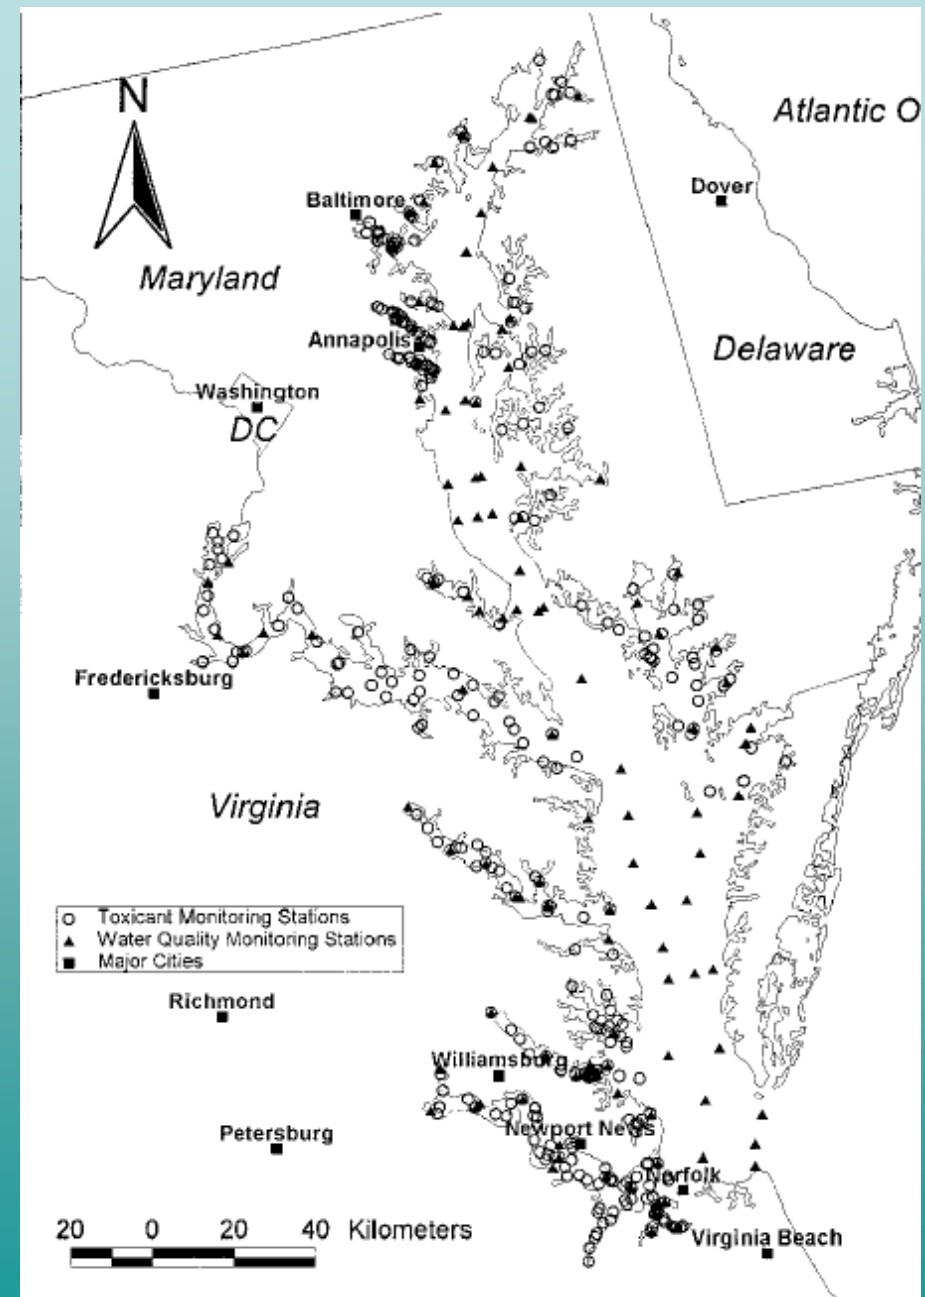 N
Atlantic O
Dover
Baltimore
Maryland
Annapolis
Delaware
Washington
DC
Fredericksburg
Virginia
Toxicant Monitoring Stations
Water Quality Monitoring Stations
Major Cities
Richmond
Williamsburg
Newport News
Petersburg
Norfolk
20 0 20 40 Kilometers
Virginia Beach